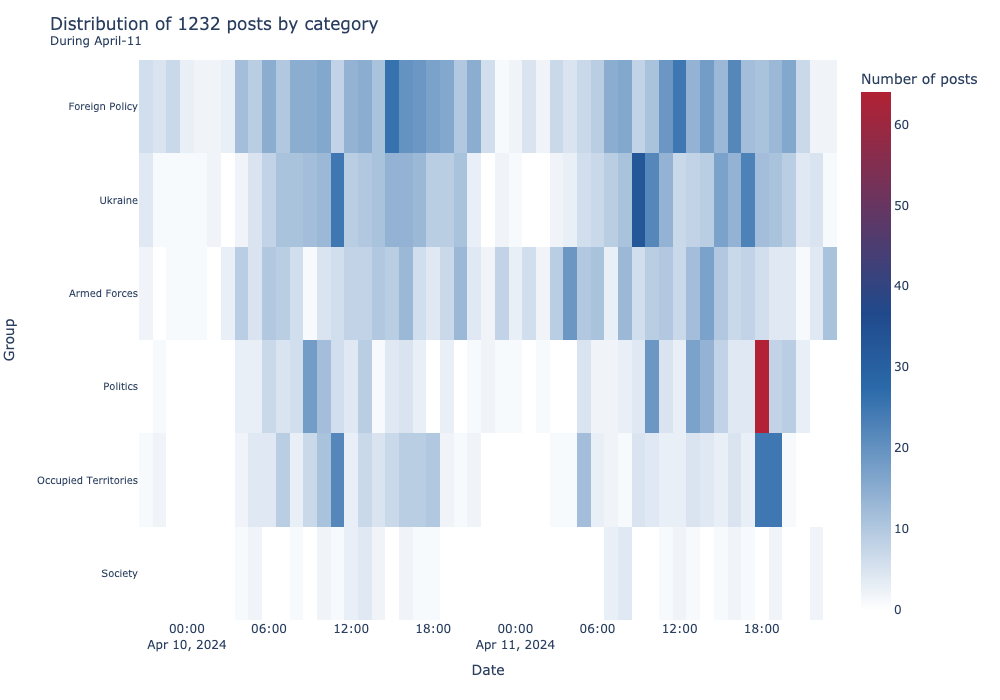 Distribution of 1232 posts by category
During April-11
Number of posts
Foreign Policy
Ukraine
Armed Forces
Politics
Occupied Territories
Society
Group
60
50
40
30
20
10
0
00:00
06:00
12:00
18:00
00:00
06:00
12:00
18:00
Apr 10, 2024
Apr 11, 2024
Date